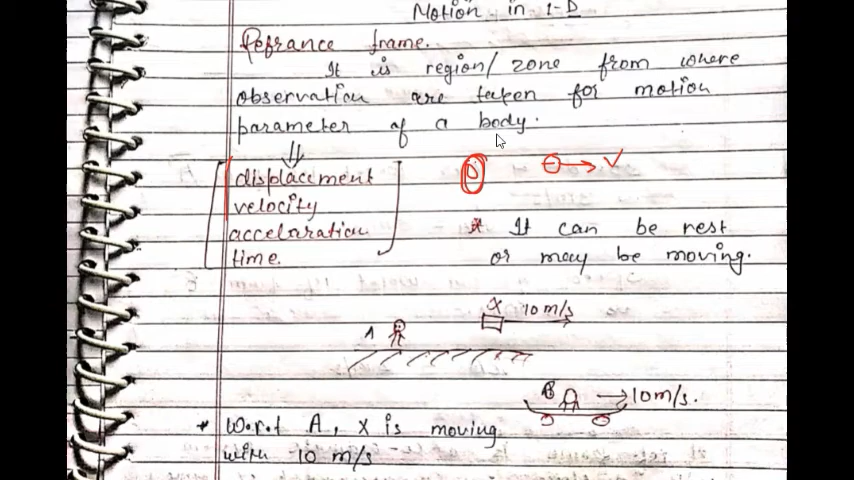 Motion in 1-D
Refrance frame.
It is region/zone from where
observation are taken for motion
parameter of a body.
displacement
velocity
accelaration
time.
O
V
* It can be rest
or may be moving.
X 10 m/s
A
B 10 m/s.
* W.r.t A, X is moving
with 10 m/s